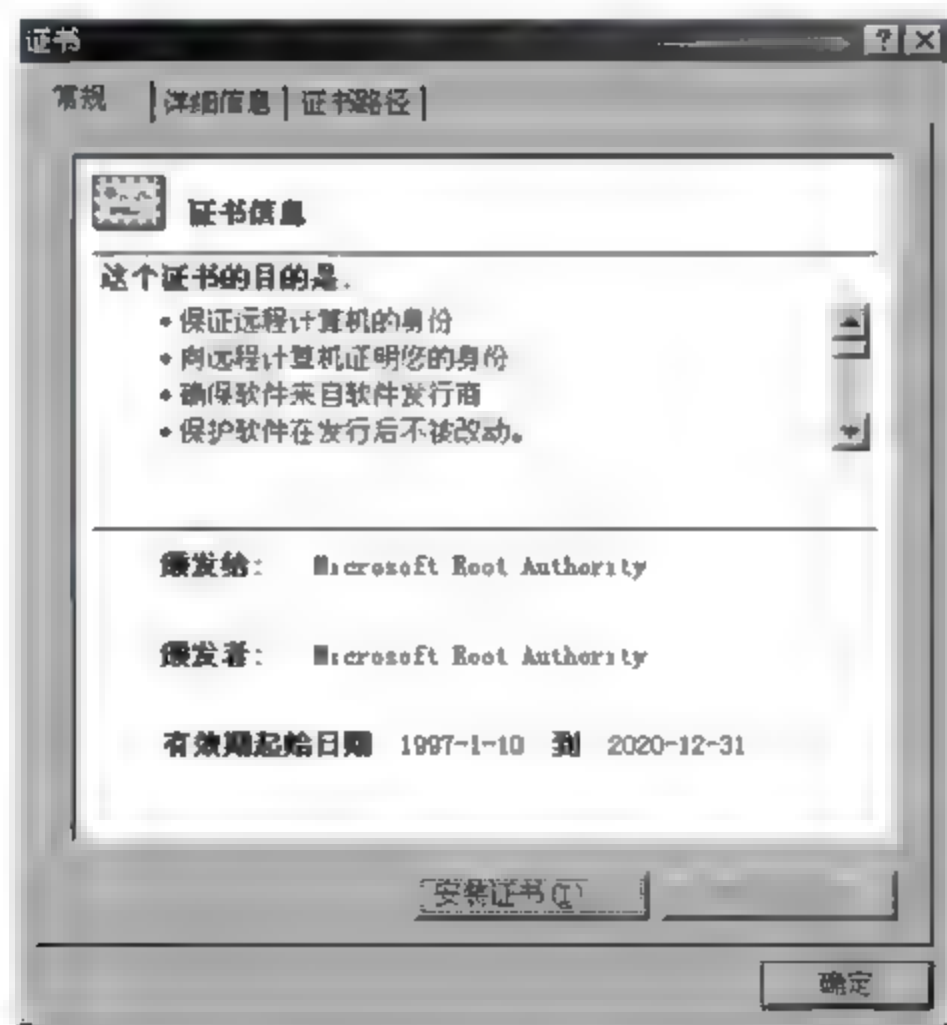 证书
常规 详细信息 证书路径
证书信息
这个证书的目的是:
• 保证远程计算机的身份
• 向远程计算机证明您的身份
• 确保软件来自软件发行商
• 保护软件在发行后不被改动。
颁发给: Microsoft Root Authority
颁发者: Microsoft Root Authority
有效期起始日期 1997-1-10 到 2020-12-31
安装证书(I)
确定